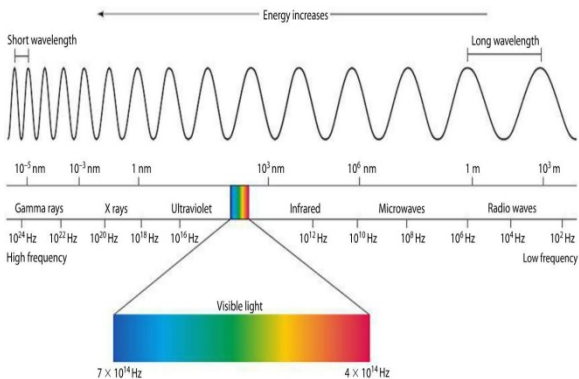 Energy increases
Short wavelength
Long wavelength
10⁻⁵ nm 10⁻³ nm 1 nm 10³ nm 10⁶ nm 1 m 10³ m
Gamma rays X rays Ultraviolet Infrared Microwaves Radio waves
10²⁴ Hz 10²² Hz 10²⁰ Hz 10¹⁸ Hz 10¹⁶ Hz 10¹² Hz 10¹⁰ Hz 10⁸ Hz 10⁶ Hz 10⁴ Hz 10² Hz
High frequency Low frequency
Visible light
7 × 10¹⁴ Hz 4 × 10¹⁴ Hz